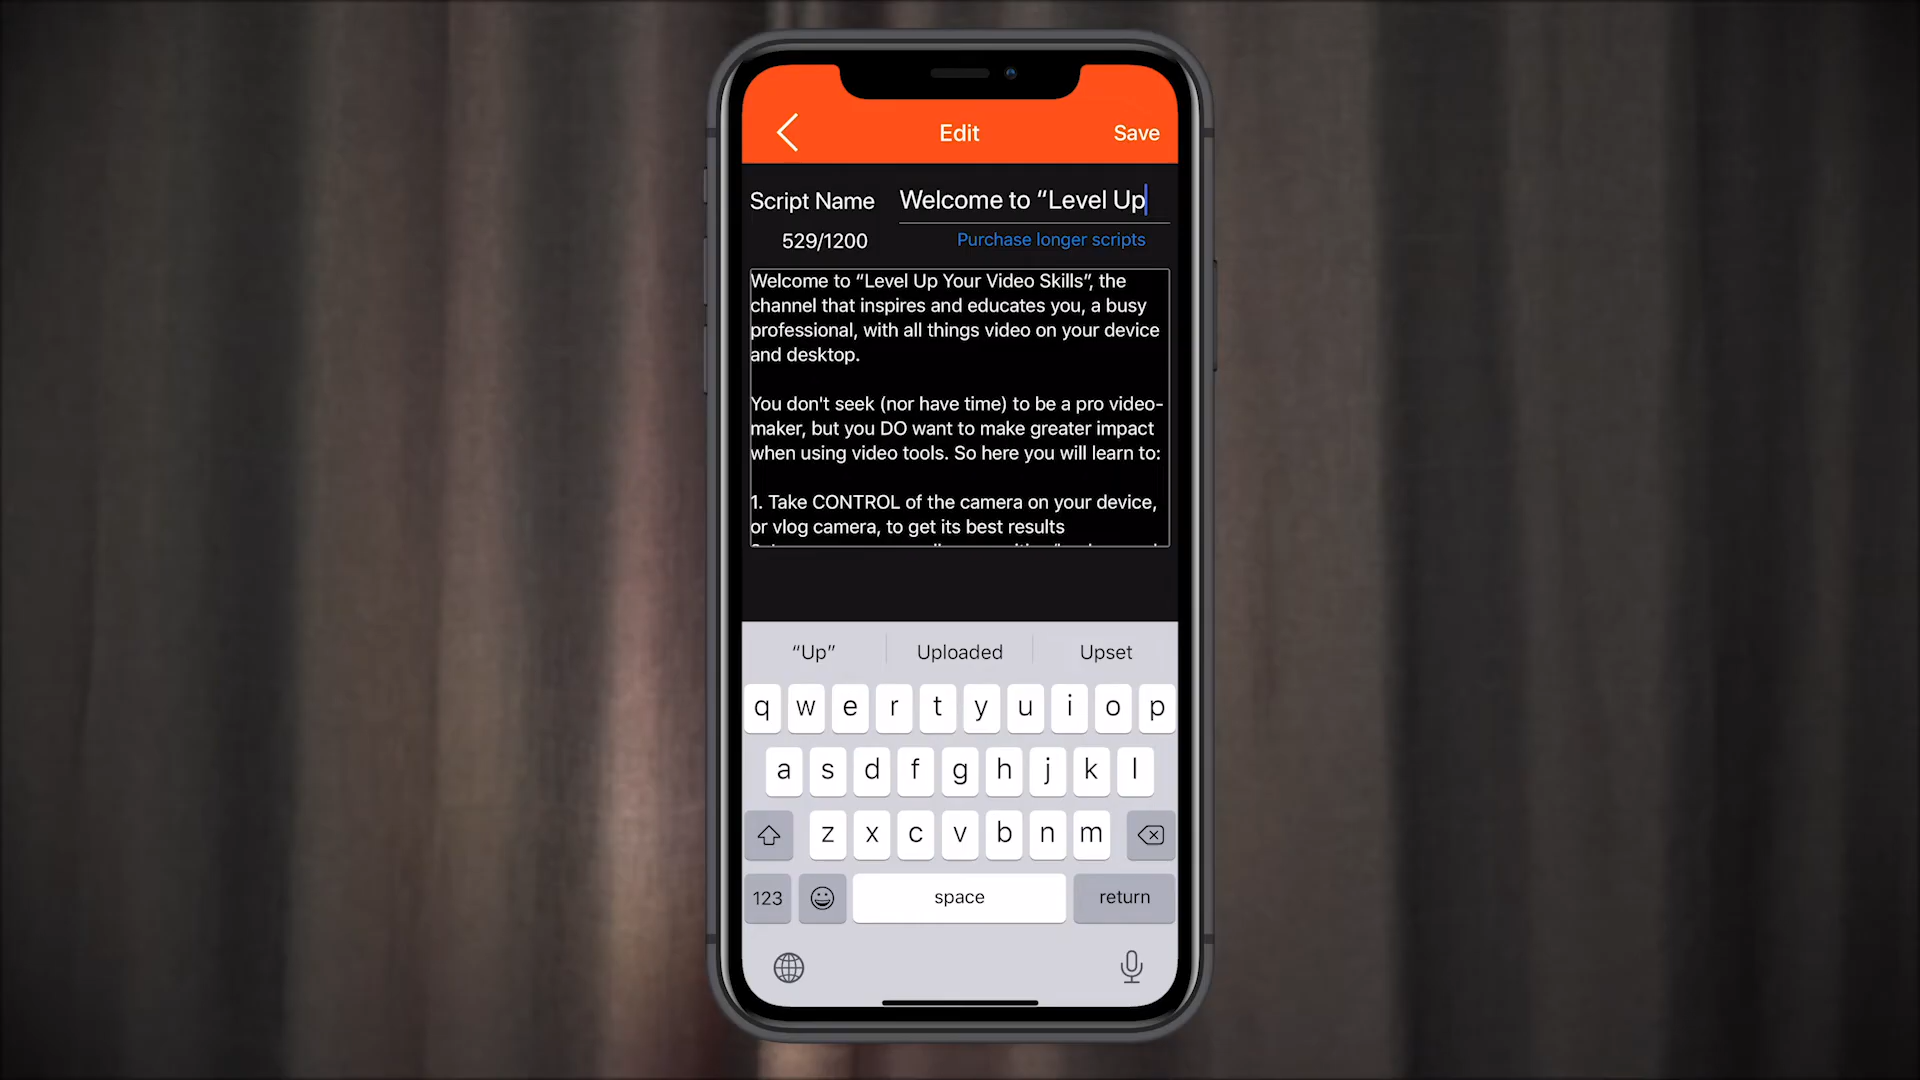 Edit
Save
Script Name
Welcome to “Level Up
529/1200
Purchase longer scripts
Welcome to “Level Up Your Video Skills”, the
channel that inspires and educates you, a busy
professional, with all things video on your device
and desktop.
You don't seek (nor have time) to be a pro video-
maker, but you DO want to make greater impact
when using video tools. So here you will learn to:
1. Take CONTROL of the camera on your device,
or vlog camera, to get its best results
“Up”
Uploaded
Upset
q w e r t y u i o p
a s d f g h j k l
z x c v b n m
123
space
return